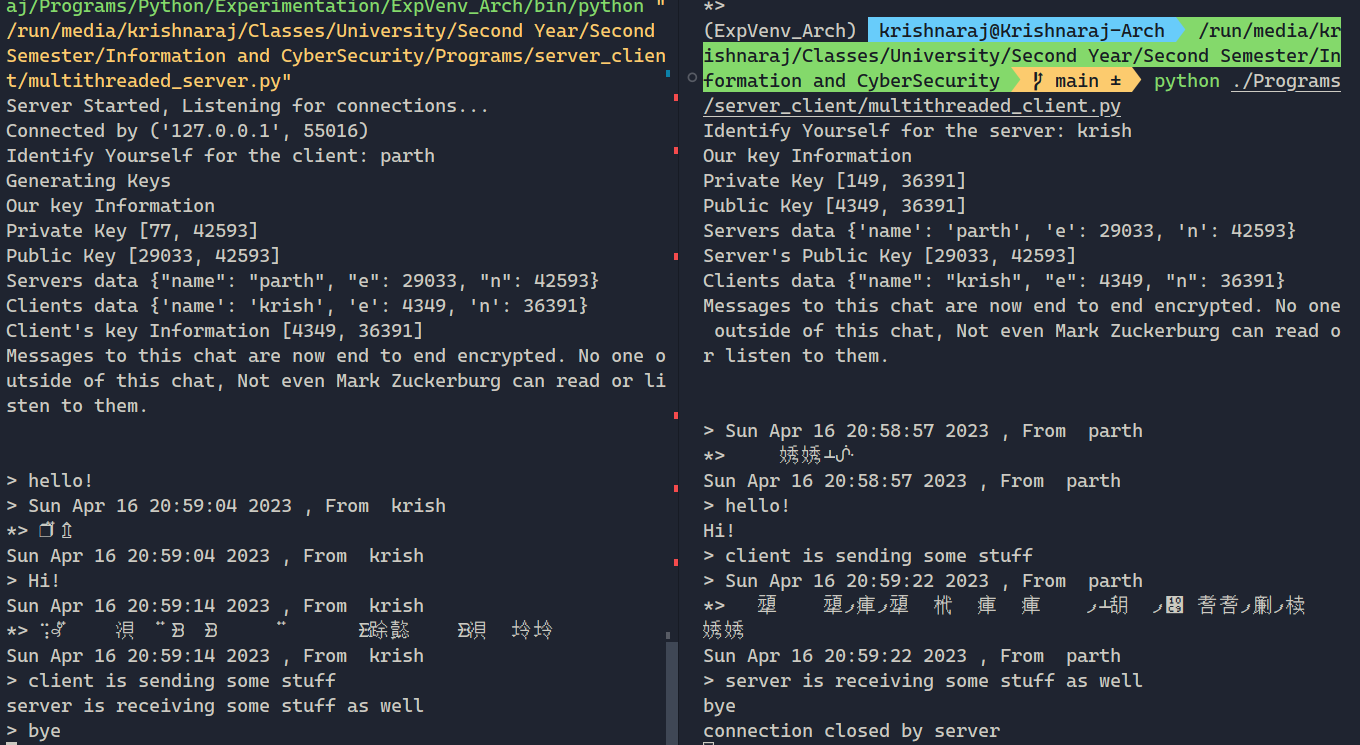 aj/Programs/Python/Experimentation/ExpVenv_Arch/bin/python "
/run/media/krishnaraj/Classes/University/Second Year/Second
Semester/Information and CyberSecurity/Programs/server_clien
t/multithreaded_server.py"
Server Started, Listening for connections...
Connected by ('127.0.0.1', 55016)
Identify Yourself for the client: parth
Generating Keys
Our key Information
Private Key [77, 42593]
Public Key [29033, 42593]
Servers data {"name": "parth", "e": 29033, "n": 42593}
Clients data {'name': 'krish', 'e': 4349, 'n': 36391}
Client's key Information [4349, 36391]
Messages to this chat are now end to end encrypted. No one o
utside of this chat, Not even Mark Zuckerburg can read or li
sten to them.
> hello!
> Sun Apr 16 20:59:04 2023 , From  krish
*>
Sun Apr 16 20:59:04 2023 , From  krish
> Hi!
Sun Apr 16 20:59:14 2023 , From  krish
*>
Sun Apr 16 20:59:14 2023 , From  krish
> client is sending some stuff
server is receiving some stuff as well
> bye
*>
(ExpVenv_Arch) krishnaraj@Krishnaraj-Arch /run/media/kr
ishnaraj/Classes/University/Second Year/Second Semester/In
formation and CyberSecurity main ± python ./Programs
/server_client/multithreaded_client.py
Identify Yourself for the server: krish
Our key Information
Private Key [149, 36391]
Public Key [4349, 36391]
Servers data {'name': 'parth', 'e': 29033, 'n': 42593}
Server's Public Key [29033, 42593]
Clients data {"name": "krish", "e": 4349, "n": 36391}
Messages to this chat are now end to end encrypted. No one
 outside of this chat, Not even Mark Zuckerburg can read o
r listen to them.
> Sun Apr 16 20:58:57 2023 , From  parth
*>
Sun Apr 16 20:58:57 2023 , From  parth
> hello!
Hi!
> client is sending some stuff
> Sun Apr 16 20:59:22 2023 , From  parth
*>
Sun Apr 16 20:59:22 2023 , From  parth
> server is receiving some stuff as well
bye
connection closed by server